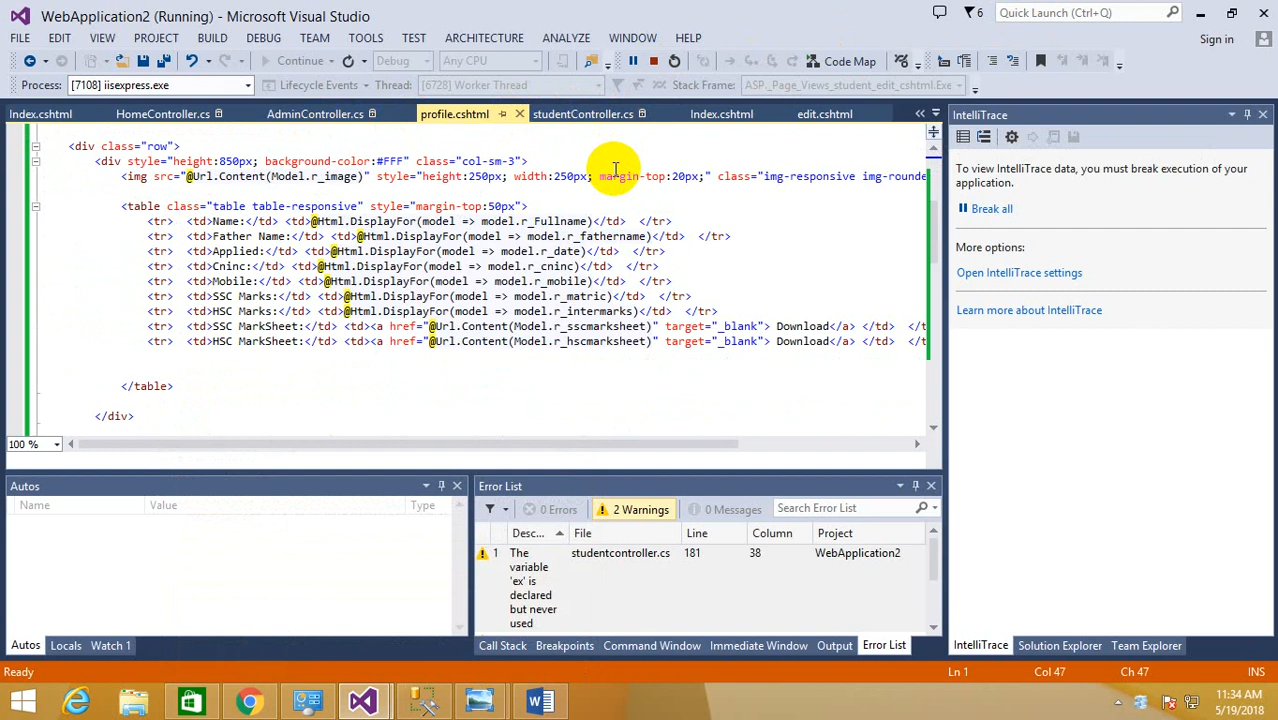 WebApplication2 (Running) - Microsoft Visual Studio
6
Quick Launch (Ctrl+Q)
FILE EDIT VIEW PROJECT BUILD DEBUG TEAM TOOLS TEST ARCHITECTURE ANALYZE WINDOW HELP
Sign in
Continue Debug Any CPU Code Map
Process: [7108] iisexpress.exe Lifecycle Events Thread: [6728] Worker Thread Stack Frame: ASP._Page_Views_student_edit_cshtml.Exe
Index.cshtml HomeController.cs AdminController.cs profile.cshtml studentController.cs Index.cshtml edit.cshtml
<div class="row">
<div style="height:850px; background-color:#FFF" class="col-sm-3">
<img src="@Url.Content(Model.r_image)" style="height:250px; width:250px; margin-top:20px;" class="img-responsive img-rounde
<table class="table table-responsive" style="margin-top:50px">
<tr> <td>Name:</td> <td>@Html.DisplayFor(model => model.r_Fullname)</td> </tr>
<tr> <td>Father Name:</td> <td>@Html.DisplayFor(model => model.r_fathername)</td> </tr>
<tr> <td>Applied:</td> <td>@Html.DisplayFor(model => model.r_date)</td> </tr>
<tr> <td>Cninc:</td> <td>@Html.DisplayFor(model => model.r_cninc)</td> </tr>
<tr> <td>Mobile:</td> <td>@Html.DisplayFor(model => model.r_mobile)</td> </tr>
<tr> <td>SSC Marks:</td> <td>@Html.DisplayFor(model => model.r_matric)</td> </tr>
<tr> <td>HSC Marks:</td> <td>@Html.DisplayFor(model => model.r_intermarks)</td> </tr>
<tr> <td>SSC MarkSheet:</td> <td><a href="@Url.Content(Model.r_sscmarksheet)" target="_blank"> Download</a> </td> </t
<tr> <td>HSC MarkSheet:</td> <td><a href="@Url.Content(Model.r_hscmarksheet)" target="_blank"> Download</a> </td> </t
</table>
</div>
100 %
IntelliTrace
To view IntelliTrace data, you must break execution of your application.
Break all
More options:
Open IntelliTrace settings
Learn more about IntelliTrace
Autos
Name Value Type
Error List
0 Errors 2 Warnings 0 Messages Search Error List
Desc... File Line Column Project
1 The variable 'ex' is declared but never used studentcontroller.cs 181 38 WebApplication2
Autos Locals Watch 1
Call Stack Breakpoints Command Window Immediate Window Output Error List
IntelliTrace Solution Explorer Team Explorer
Ready Ln 1 Col 47 Ch 47 INS
11:34 AM
5/19/2018